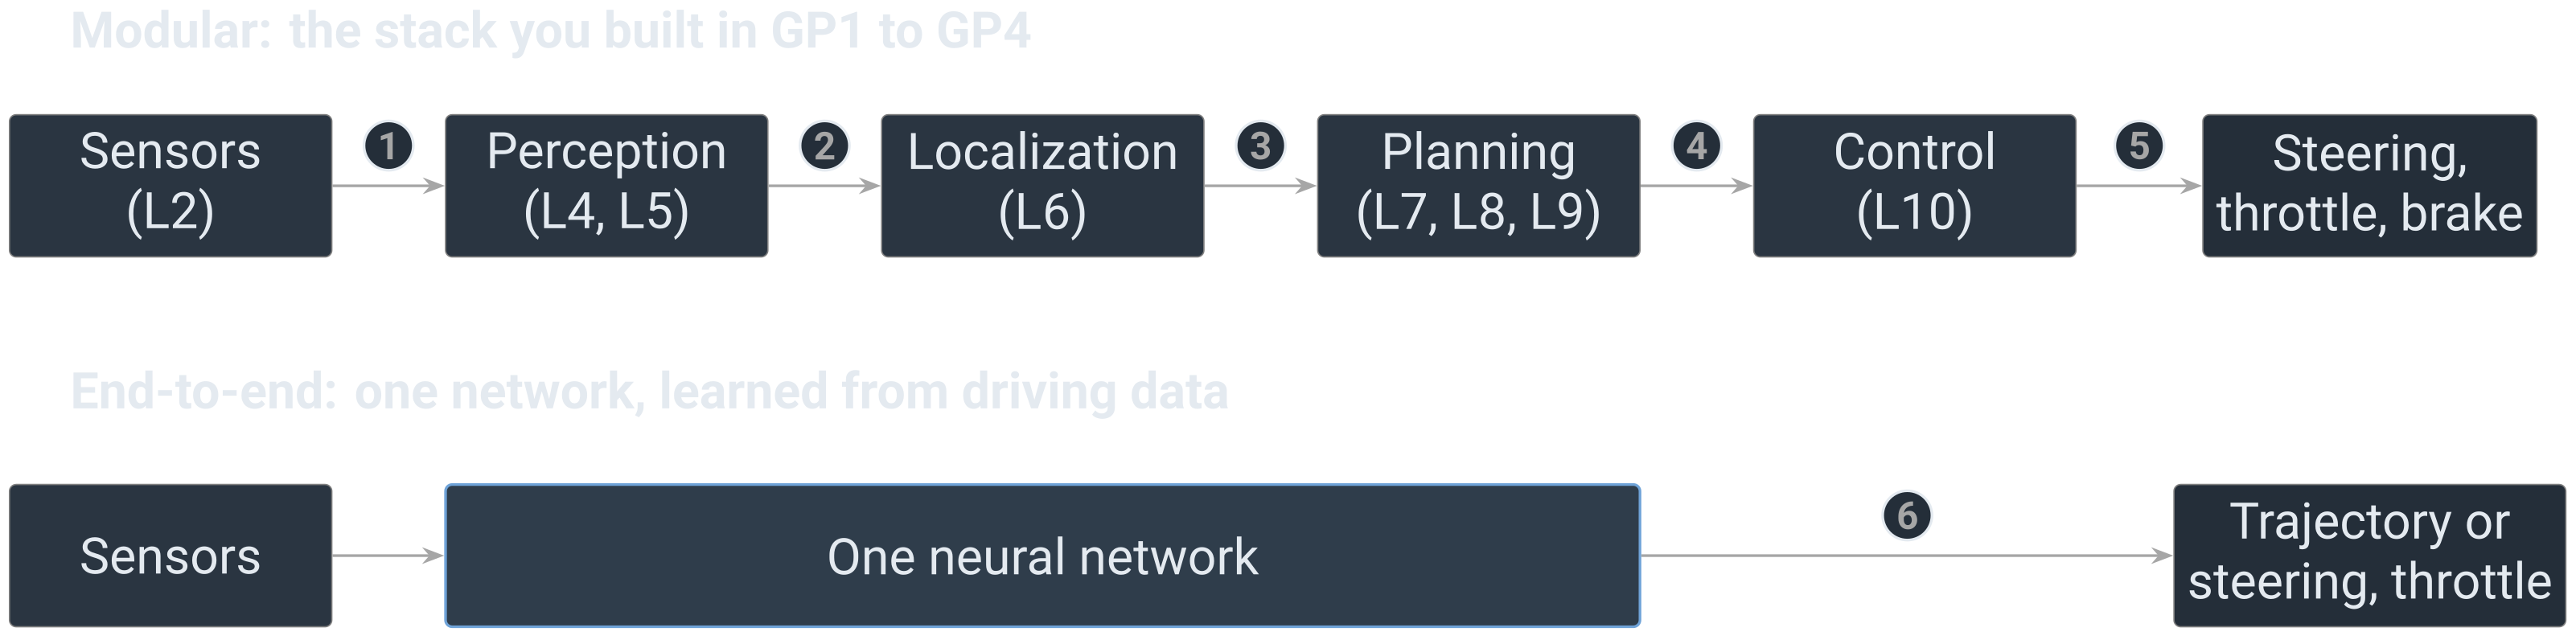 Modular: the stack you built in GP1 to GP4
Sensors
(L2)
1
Perception
(L4, L5)
2
Localization
(L6)
3
Planning
(L7, L8, L9)
4
Control
(L10)
5
Steering,
throttle, brake
End-to-end: one network, learned from driving data
Sensors
One neural network
6
Trajectory or
steering, throttle